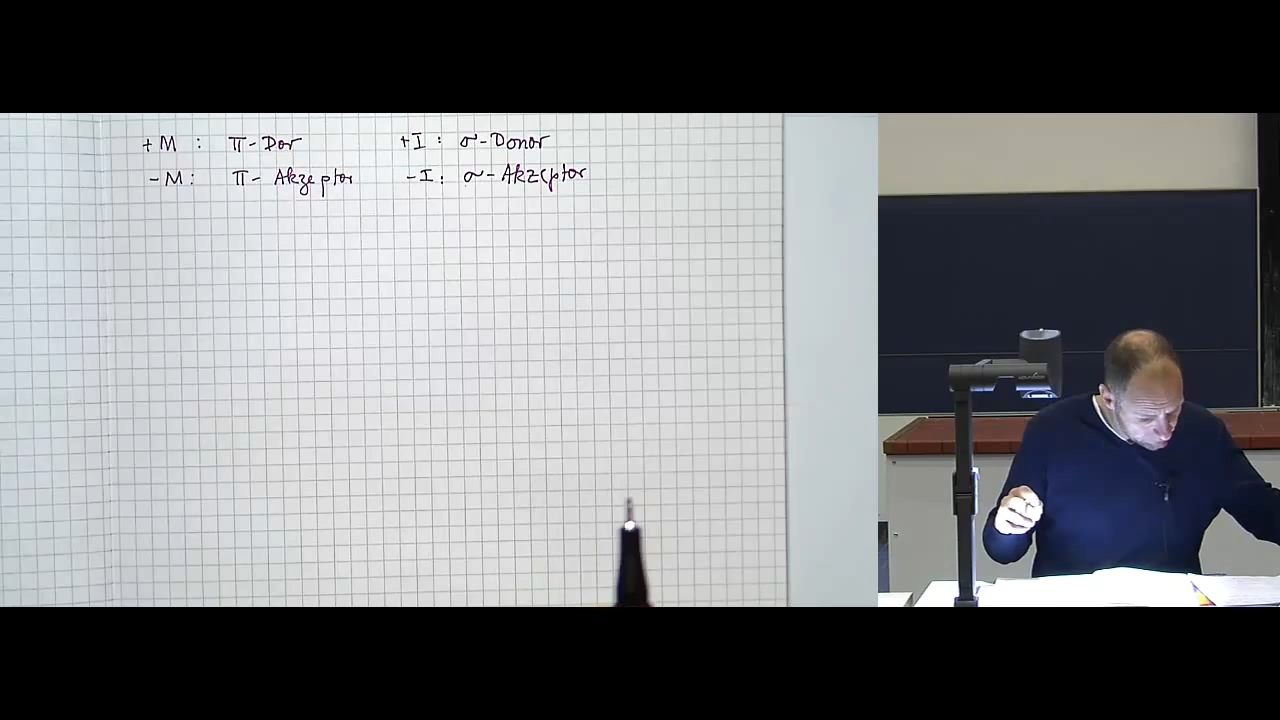 +M : π-Dor +I : σ-Donor
-M : π-Akzeptor -I : σ-Akzeptor